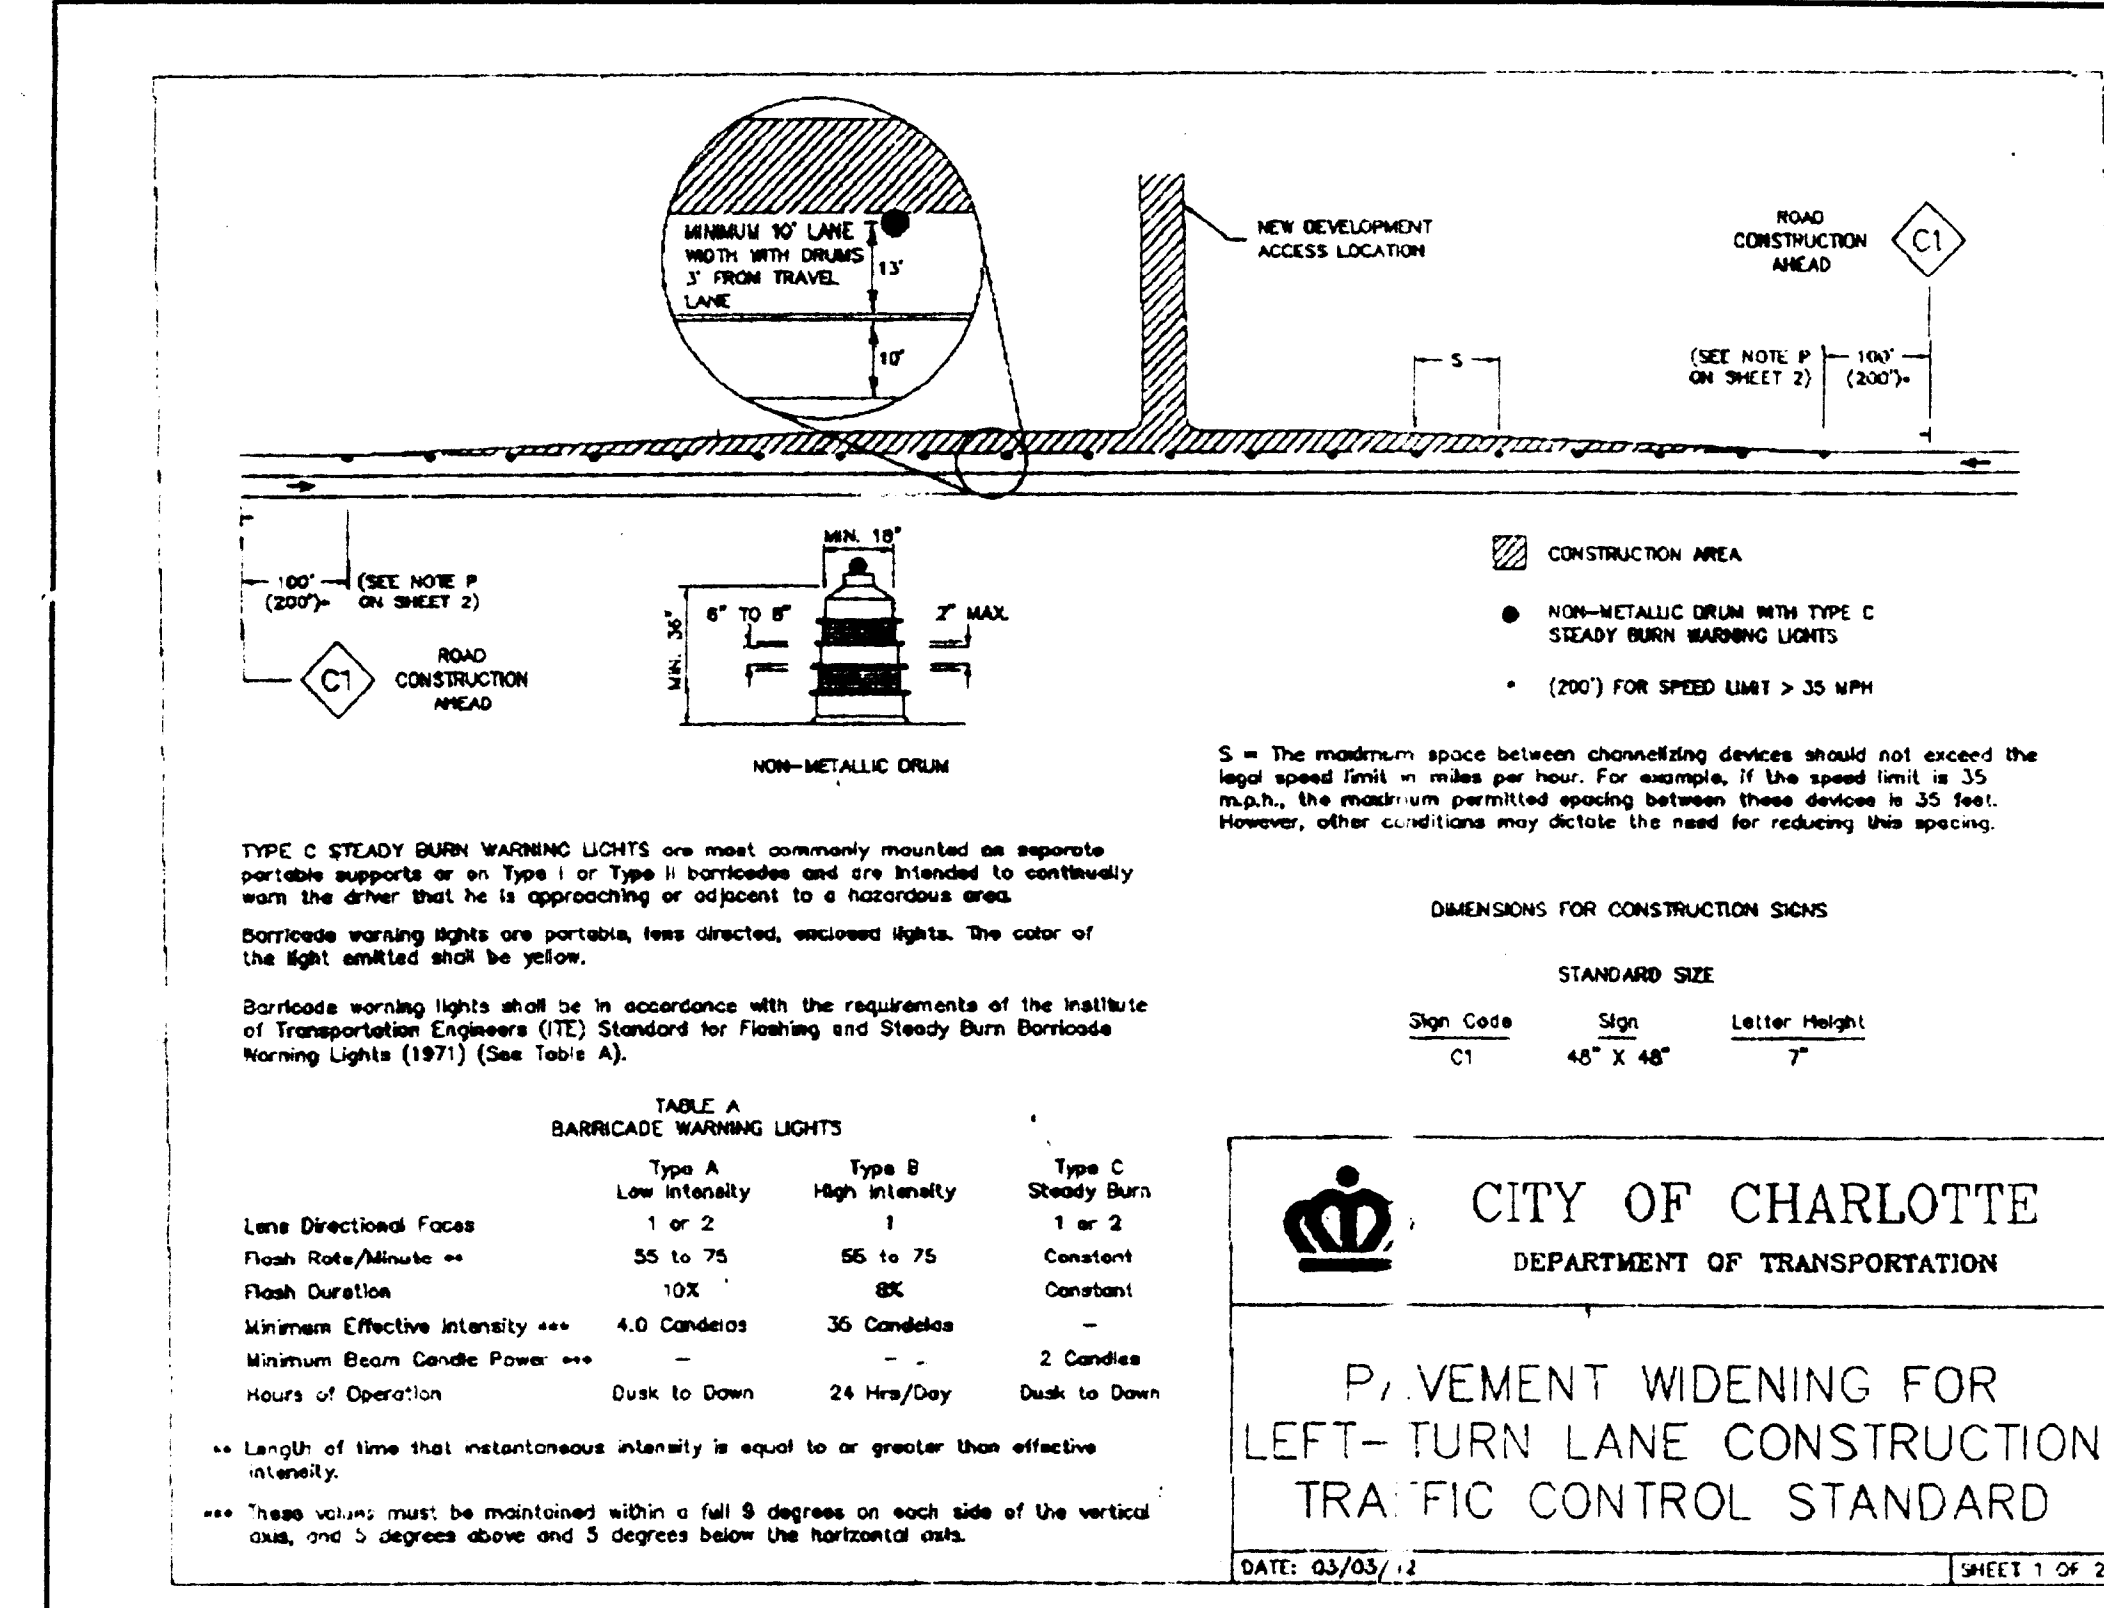 MINIMUM 10' LANE
WIDTH WITH DRUMS
3' FROM TRAVEL
LANE
13'
10'
NEW DEVELOPMENT
ACCESS LOCATION
ROAD
CONSTRUCTION
AHEAD
C1
S
(SEE NOTE P
ON SHEET 2)
100'
(200')*
100'
(200')*
(SEE NOTE P
ON SHEET 2)
C1
ROAD
CONSTRUCTION
AHEAD
MIN. 18"
MIN. 36"
6" TO 8"
2" MAX.
NON-METALLIC DRUM
CONSTRUCTION AREA
NON-METALLIC DRUM WITH TYPE C
STEADY BURN WARNING LIGHTS
* (200') FOR SPEED LIMIT > 35 MPH
S = The maximum space between channelizing devices should not exceed the
legal speed limit in miles per hour. For example, if the speed limit is 35
m.p.h., the maximum permitted spacing between these devices is 35 feet.
However, other conditions may dictate the need for reducing this spacing.
TYPE C STEADY BURN WARNING LIGHTS are most commonly mounted on separate
portable supports or on Type I or Type II barricades and are intended to continually
warn the driver that he is approaching or adjacent to a hazardous area.
Barricade warning lights are portable, lens directed, enclosed lights. The color of
the light emitted shall be yellow.
Barricade warning lights shall be in accordance with the requirements of the Institute
of Transportation Engineers (ITE) Standard for Flashing and Steady Burn Barricade
Warning Lights (1971) (See Table A).
DIMENSIONS FOR CONSTRUCTION SIGNS
STANDARD SIZE
Sign Code Sign Letter Height
C1 48" X 48" 7"
TABLE A
BARRICADE WARNING LIGHTS
Type A Type B Type C
Low Intensity High Intensity Steady Burn
Lens Directional Faces 1 or 2 1 1 or 2
Flash Rate/Minute ** 55 to 75 55 to 75 Constant
Flash Duration 10% 8% Constant
Minimum Effective Intensity *** 4.0 Candelas 35 Candelas -
Minimum Beam Candle Power *** - - 2 Candles
Hours of Operation Dusk to Dawn 24 Hrs/Day Dusk to Dawn
** Length of time that instantaneous intensity is equal to or greater than effective
intensity.
*** These values must be maintained within a full 9 degrees on each side of the vertical
axis, and 5 degrees above and 5 degrees below the horizontal axis.
CITY OF CHARLOTTE
DEPARTMENT OF TRANSPORTATION
PAVEMENT WIDENING FOR
LEFT-TURN LANE CONSTRUCTION
TRAFFIC CONTROL STANDARD
DATE: 03/03/
SHEET 1 OF 2